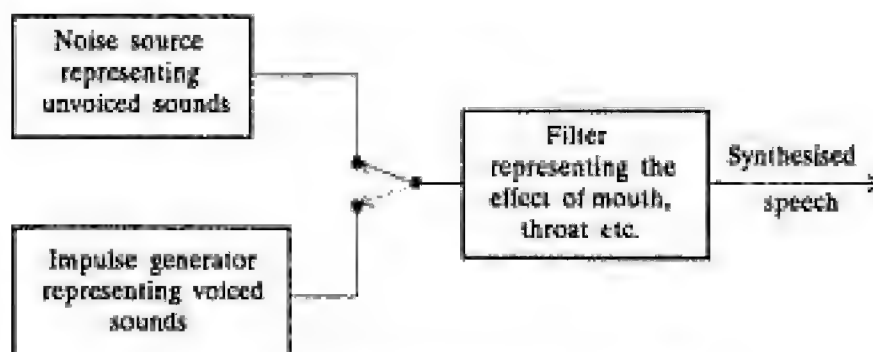 Noise source
representing
unvoiced sounds
Impulse generator
representing voiced
sounds
Filter
representing the
effect of mouth,
throat etc.
Synthesised
speech